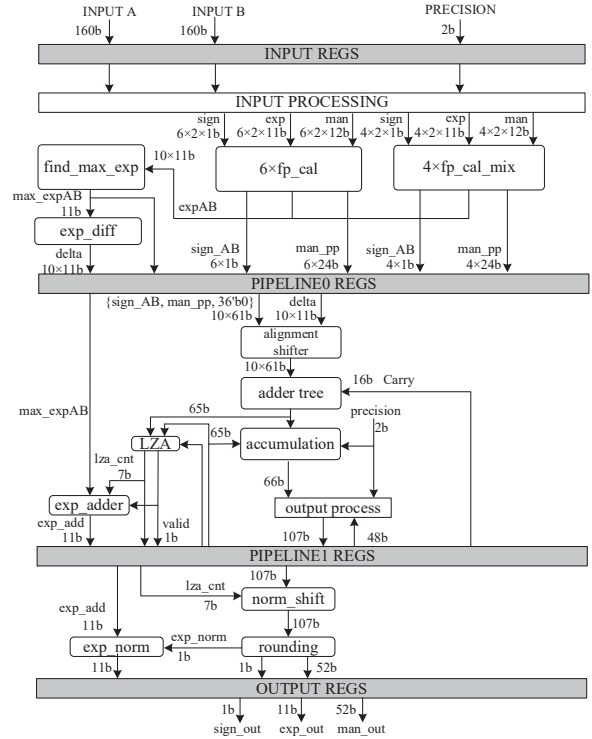 INPUT A INPUT B PRECISION
160b 160b 2b
INPUT REGS
INPUT PROCESSING
sign exp man sign exp man
6×2×1b 6×2×11b 6×2×12b 4×2×1b 4×2×11b 4×2×12b
find_max_exp 10×11b 6×fp_cal 4×fp_cal_mix
max_expAB expAB
11b
exp_diff
delta sign_AB man_pp sign_AB man_pp
10×11b 6×1b 6×24b 4×1b 4×24b
PIPELINE0 REGS
{sign_AB, man_pp, 36'b0} delta
10×61b 10×11b
alignment
shifter
10×61b
adder tree 16b Carry
max_expAB 65b precision
2b
LZA 65b accumulation
lza_cnt
7b 66b
exp_adder output process
exp_add valid
11b 1b 107b 48b
PIPELINE1 REGS
lza_cnt 107b
7b norm_shift
exp_add
11b 107b
exp_norm exp_norm rounding
1b
11b 1b 52b
OUTPUT REGS
1b 11b 52b
sign_out exp_out man_out